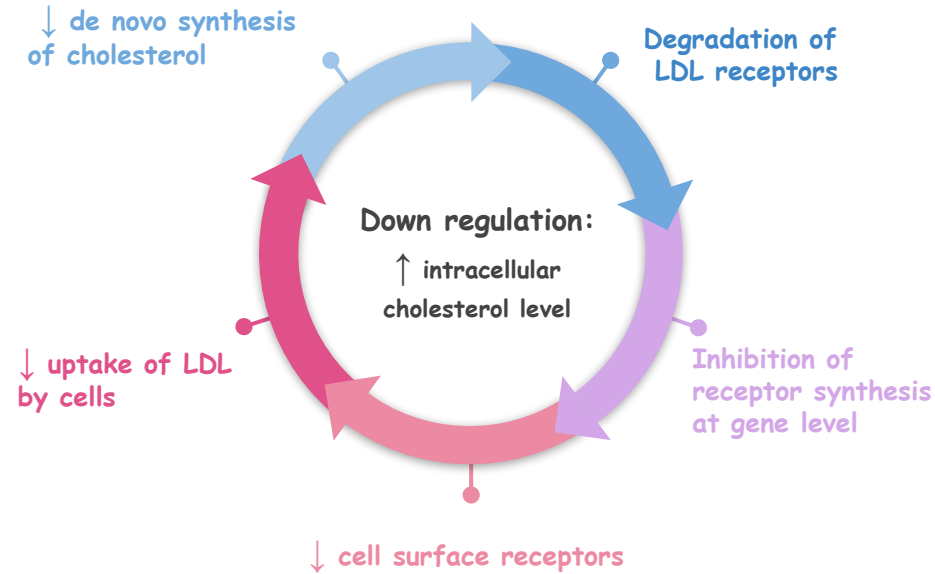 ↓ de novo synthesis
of cholesterol
Degradation of
LDL receptors
Down regulation:
↑ intracellular
cholesterol level
Inhibition of
receptor synthesis
at gene level
↓ uptake of LDL
by cells
↓ cell surface receptors